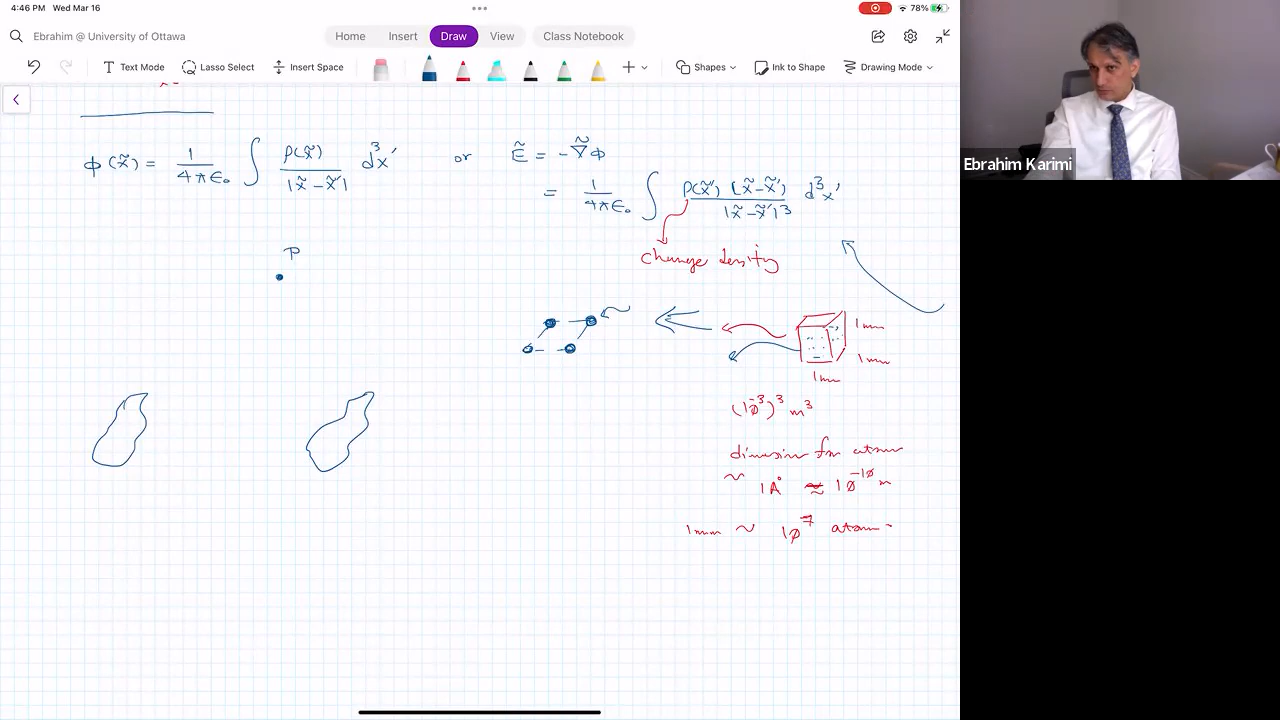 4:46 PM Wed Mar 16
78%
Ebrahim @ University of Ottawa
Home Insert Draw View Class Notebook
Text Mode Lasso Select Insert Space Shapes Ink to Shape Drawing Mode
Φ(x̃) = 1/4πε₀ ∫ ρ(x̃)/|x̃-x̃'| d³x' or Ẽ = -∇̃Φ
= 1/4πε₀ ∫ ρ(x̃') (x̃-x̃')/|x̃-x̃'|³ d³x'
P
change density
1mm
1mm
1mm
(10⁻³)³ m³
dimension for atoms
~ 1Å ≈ 10⁻¹⁰ m
1mm ~ 10⁷ atoms
Ebrahim Karimi